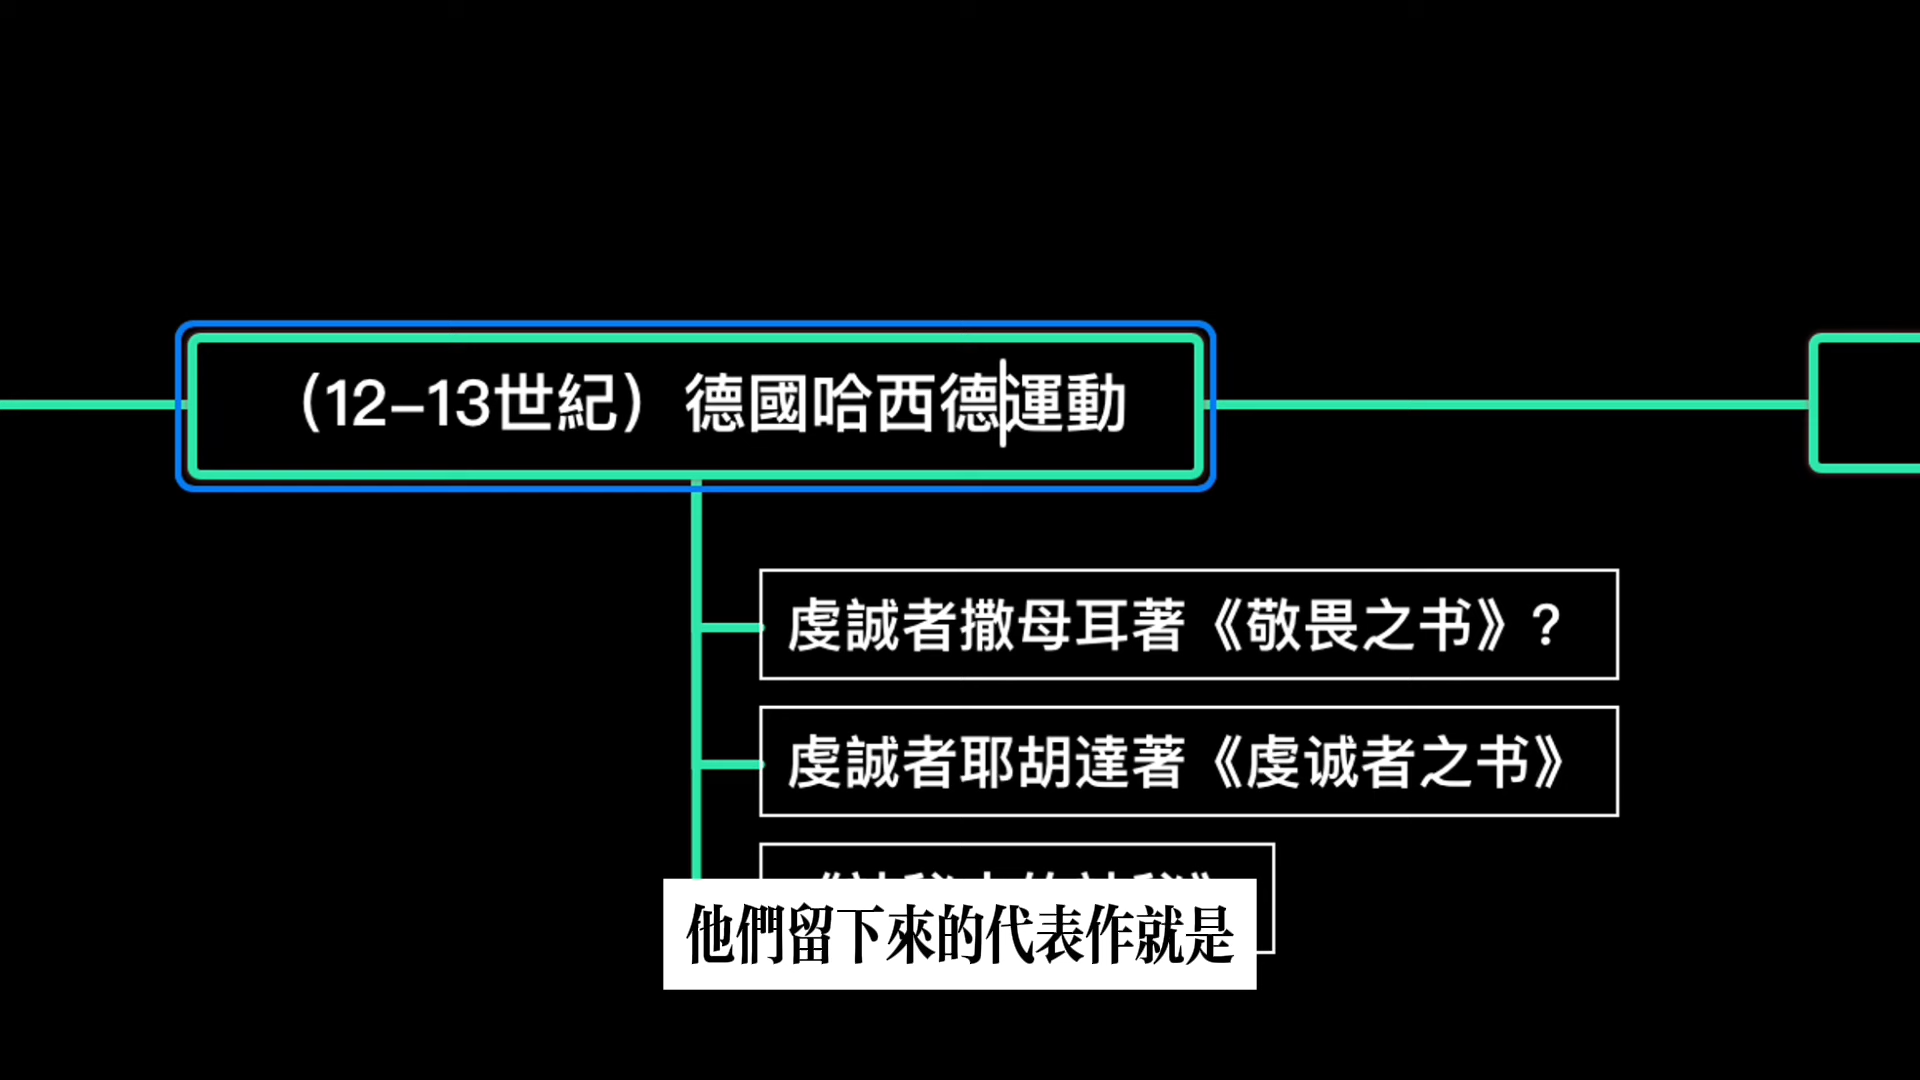 （12–13世紀）德國哈西德運動
虔誠者撒母耳著《敬畏之书》?
虔誠者耶胡達著《虔诚者之书》
他們留下來的代表作就是